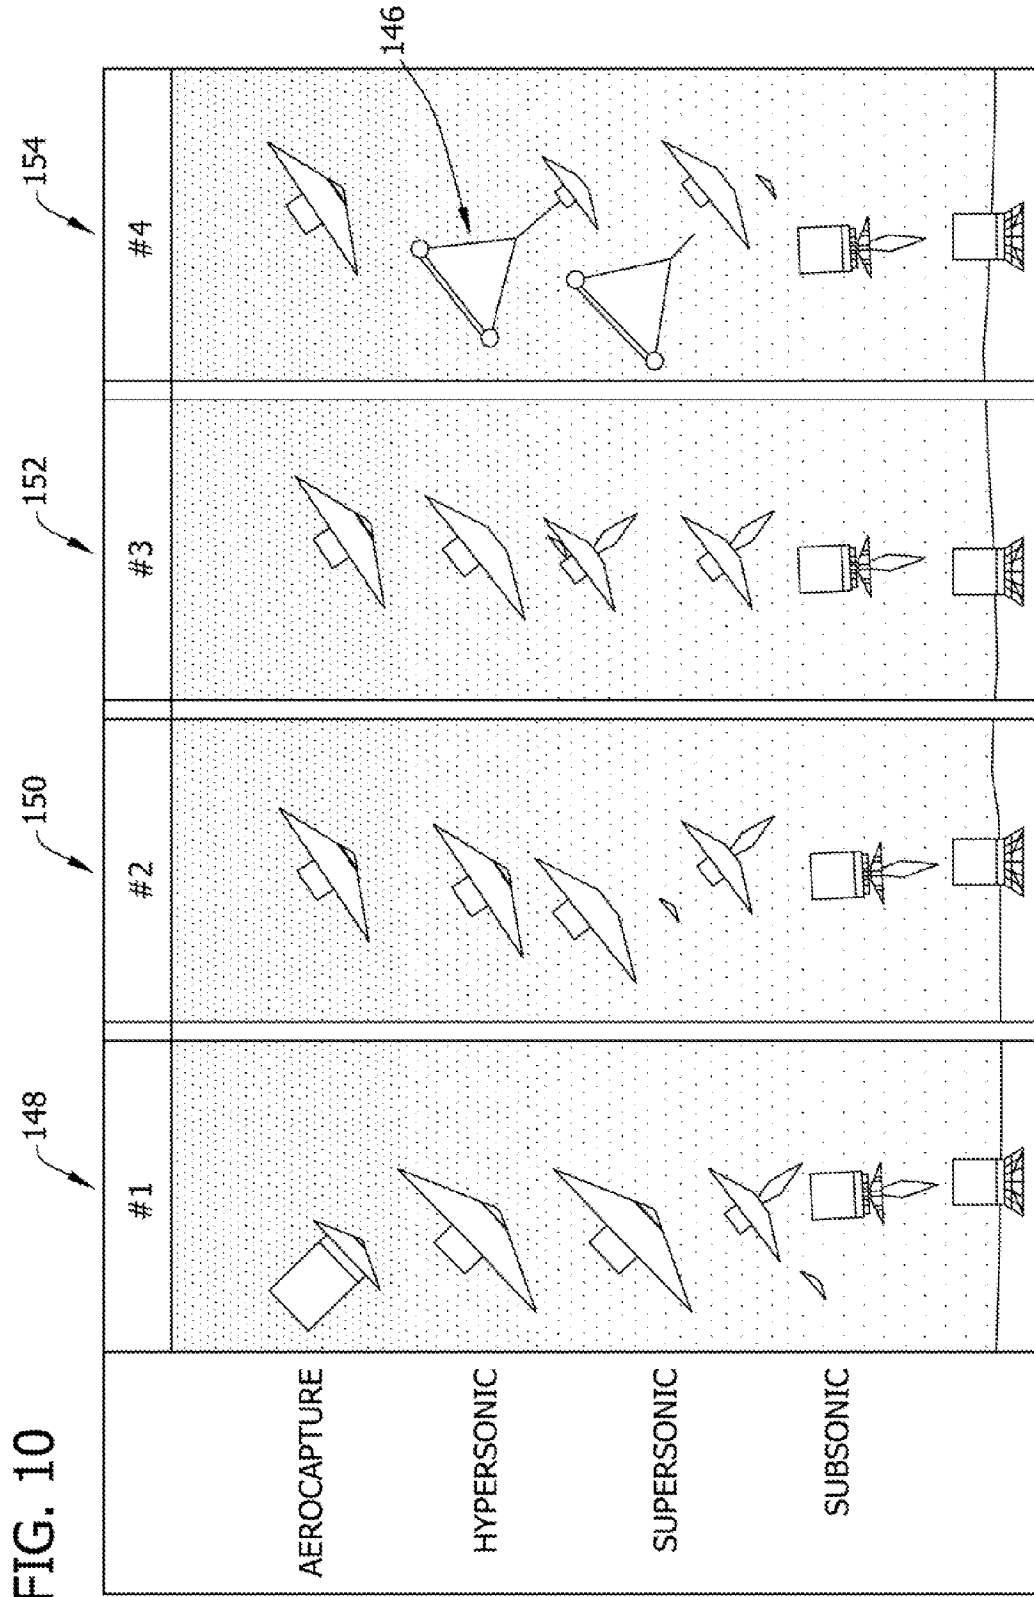 FIG. 10
148
150
152
154
#1
#2
#3
#4
146
AEROCAPTURE
HYPERSONIC
SUPERSONIC
SUBSONIC